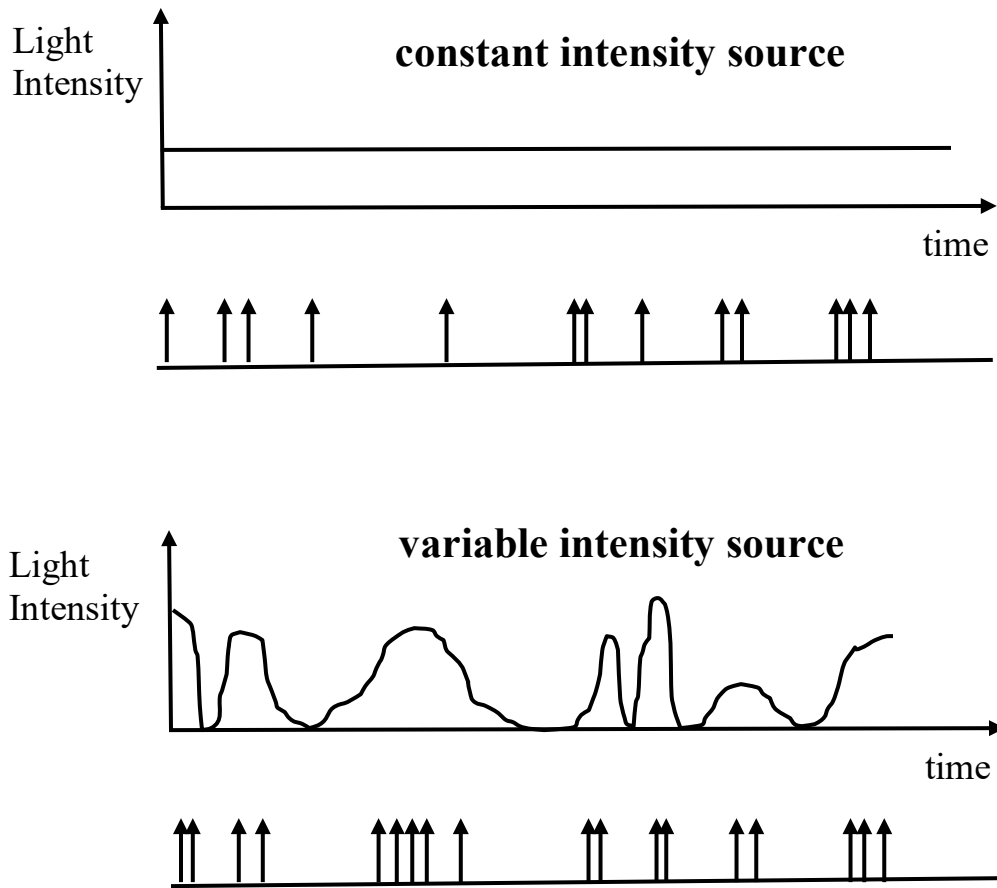 Light
Intensity
constant intensity source
time
variable intensity source
Light
Intensity
time